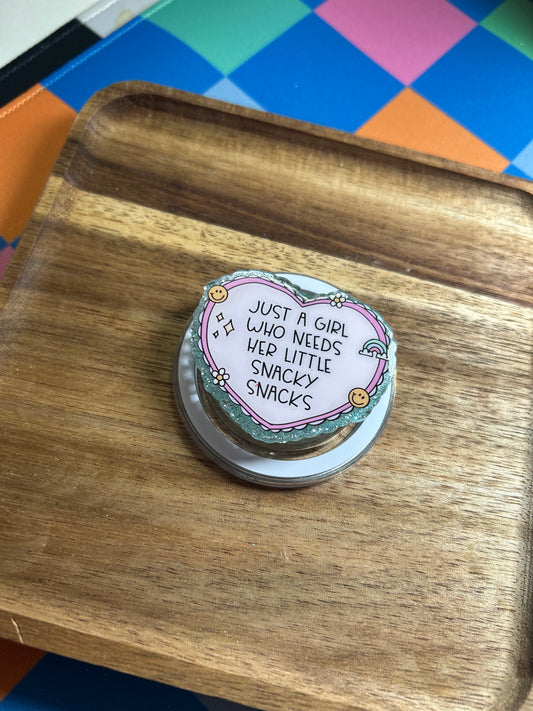 JUST A GIRL
WHO NEEDS
HER LITTLE
SNACKY
SNACKS